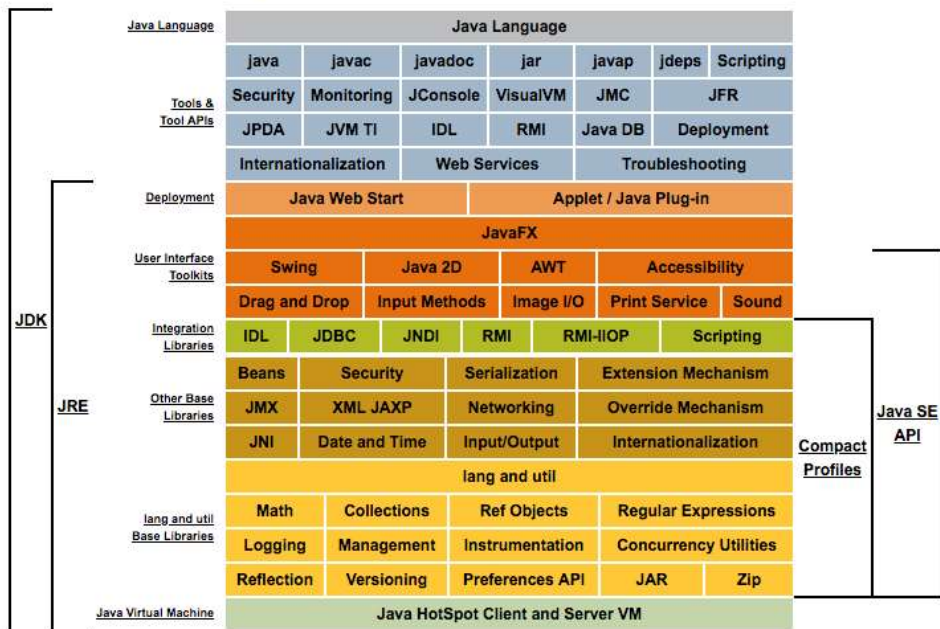 Java Language Java Language
java javac javadoc jar javap jdeps Scripting
Tools & Tool APIs
Security Monitoring JConsole VisualVM JMC JFR
JPDA JVM TI IDL RMI Java DB Deployment
Internationalization Web Services Troubleshooting
Deployment Java Web Start Applet / Java Plug-in
JavaFX
User Interface Toolkits
Swing Java 2D AWT Accessibility
Drag and Drop Input Methods Image I/O Print Service Sound
JDK
Integration Libraries
IDL JDBC JNDI RMI RMI-IIOP Scripting
Beans Security Serialization Extension Mechanism
JRE
Other Base Libraries
JMX XML JAXP Networking Override Mechanism
Java SE API
JNI Date and Time Input/Output Internationalization
Compact Profiles
lang and util
Math Collections Ref Objects Regular Expressions
lang and util Base Libraries
Logging Management Instrumentation Concurrency Utilities
Reflection Versioning Preferences API JAR Zip
Java Virtual Machine Java HotSpot Client and Server VM